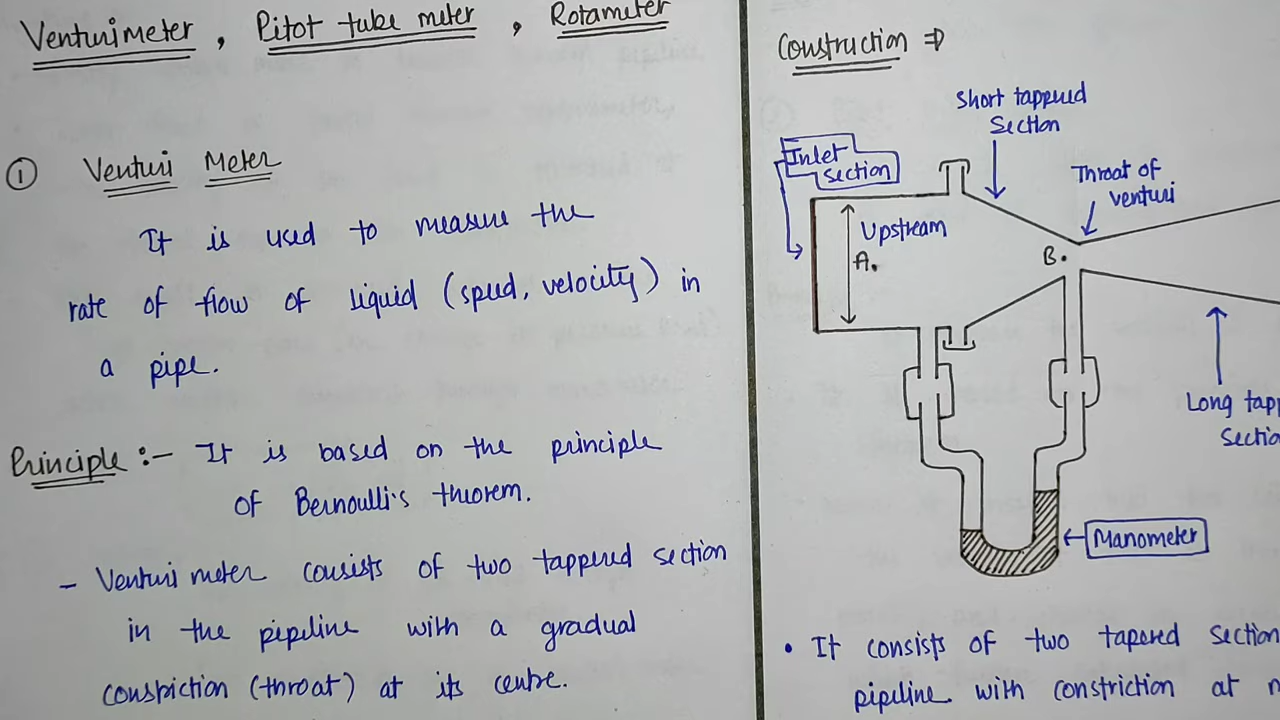 Venturimeter, Pitot tube meter, Rotameter
① Venturi Meter
It is used to measure the
rate of flow of liquid (speed, velocity) in
a pipe.
Principle :- It is based on the principle
of Bernoulli's theorem.
- Venturi meter consists of two tappered section
in the pipeline with a gradual
constriction (throat) at its centre.
Construction ⇒
Short tappered
Section
Inlet
section
Throat of
venturi
Upstream
A.
B.
Long tapp
Sectio
Manometer
• It consists of two tapered section
pipeline with constriction at